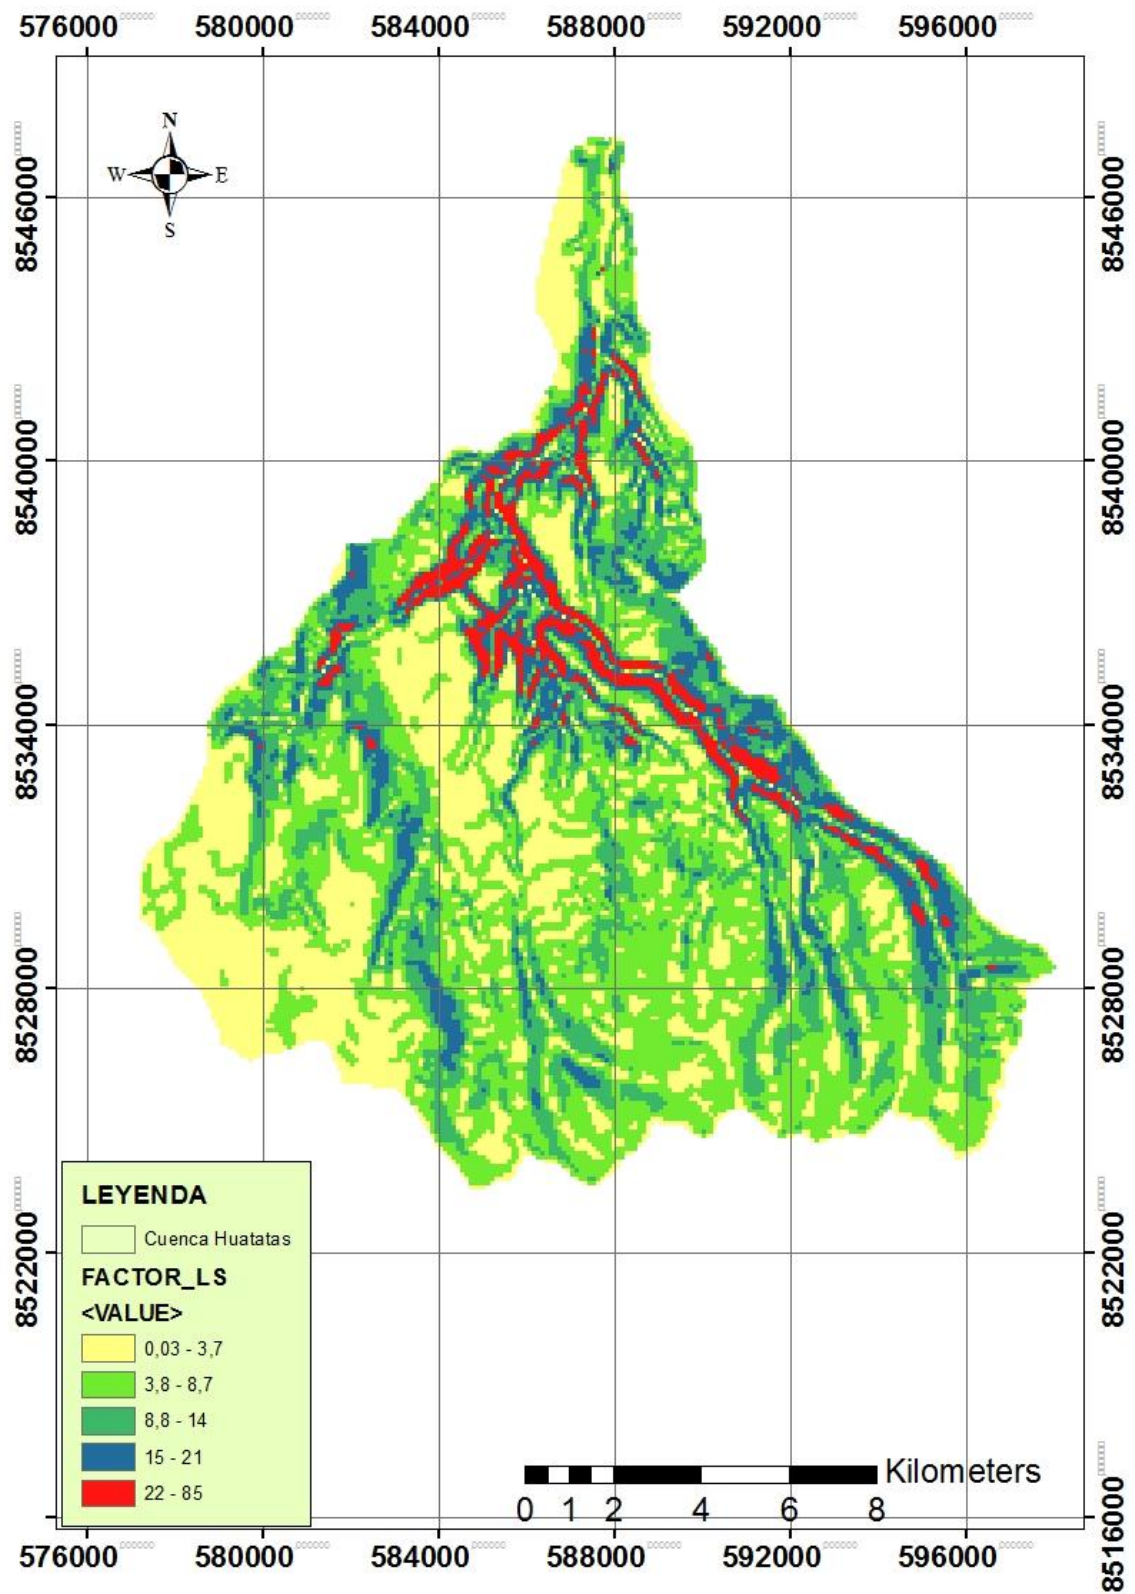 576000 580000 584000 588000 592000 596000
N
W E
S
8546000 8546000
8540000 8540000
8534000 8534000
8528000 8528000
8522000 8522000
8516000
LEYENDA
Cuenca Huatatas
FACTOR_LS
<VALUE>
0,03 - 3,7
3,8 - 8,7
8,8 - 14
15 - 21
22 - 85
Kilometers
0 1 2 4 6 8
576000 580000 584000 588000 592000 596000